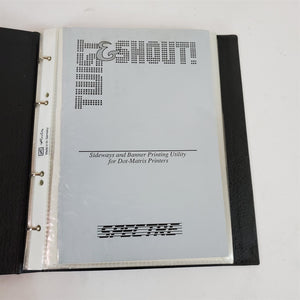 TWIST
& SHOUT!
Sideways and Banner Printing Utility
for Dot-Matrix Printers
SPECTRE